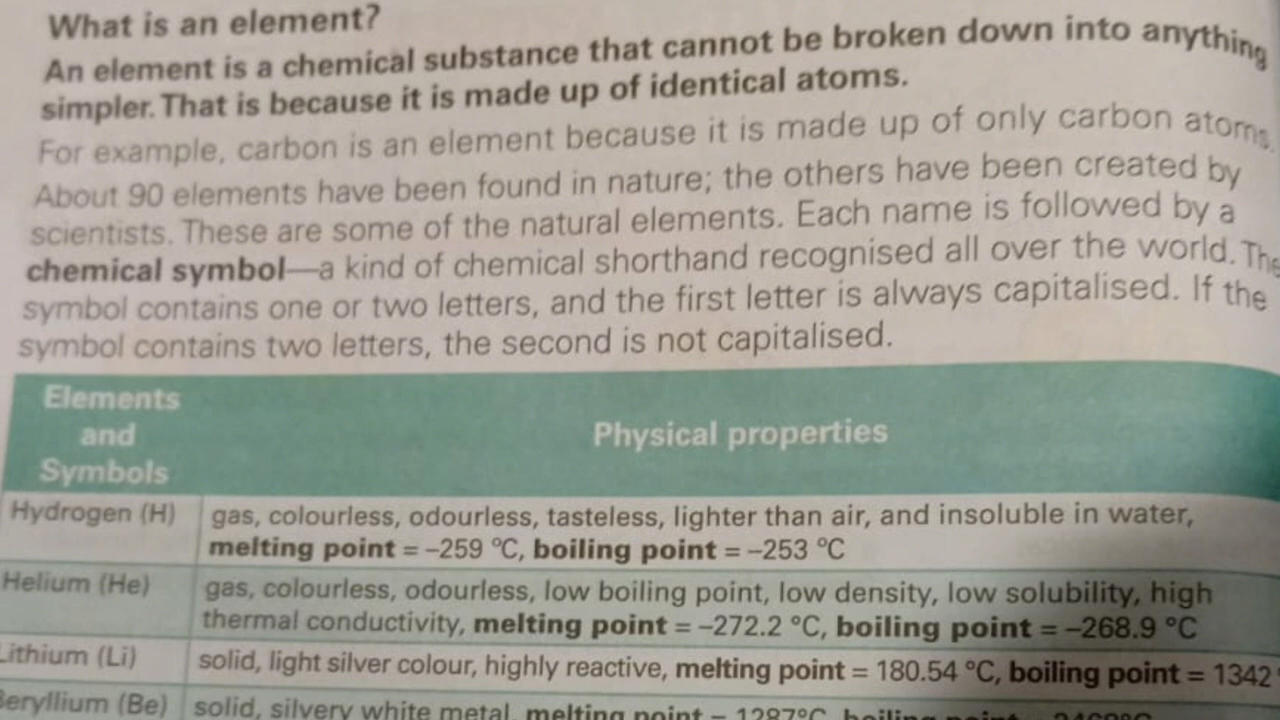 What is an element?
An element is a chemical substance that cannot be broken down into anything
simpler. That is because it is made up of identical atoms.
For example, carbon is an element because it is made up of only carbon atoms.
About 90 elements have been found in nature; the others have been created by
scientists. These are some of the natural elements. Each name is followed by a
chemical symbol—a kind of chemical shorthand recognised all over the world. The
symbol contains one or two letters, and the first letter is always capitalised. If the
symbol contains two letters, the second is not capitalised.
Elements
and
Symbols
Physical properties
Hydrogen (H)
gas, colourless, odourless, tasteless, lighter than air, and insoluble in water,
melting point = –259 °C, boiling point = –253 °C
Helium (He)
gas, colourless, odourless, low boiling point, low density, low solubility, high
thermal conductivity, melting point = –272.2 °C, boiling point = –268.9 °C
Lithium (Li)
solid, light silver colour, highly reactive, melting point = 180.54 °C, boiling point = 1342
Beryllium (Be)
solid, silvery white metal, melting point = 1287°C, boiling point